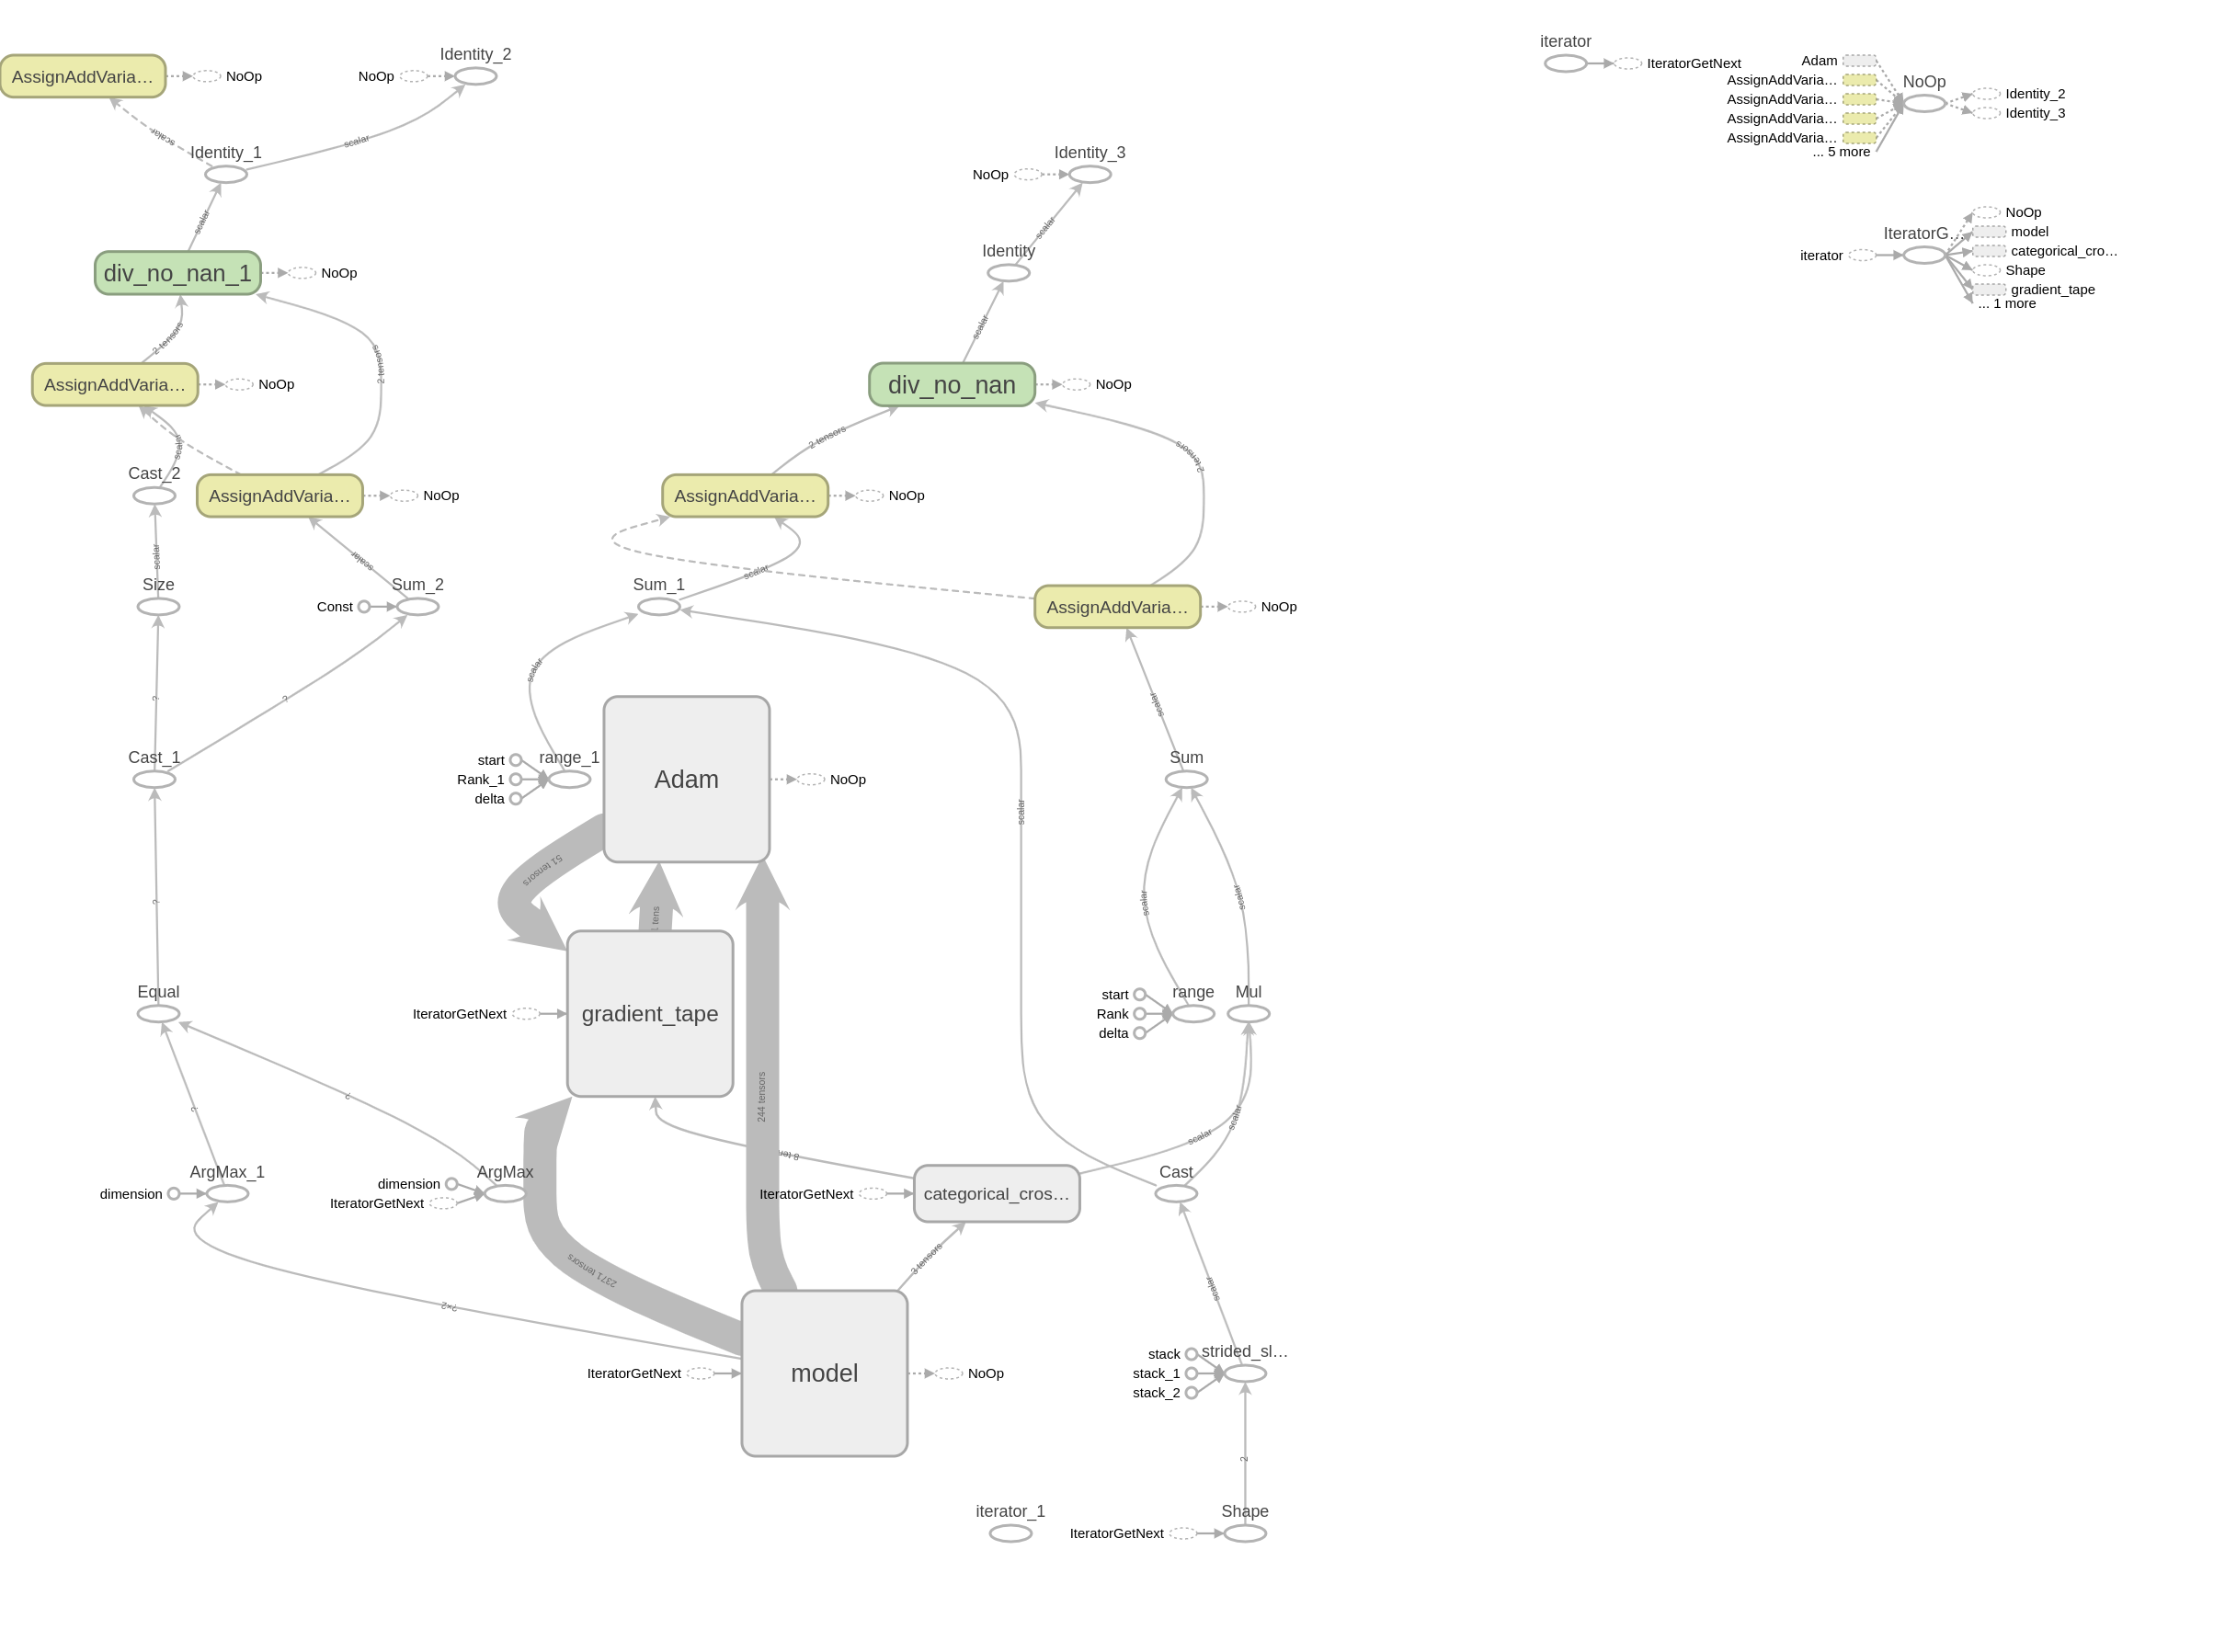 Identity_2
AssignAddVaria…
NoOp
NoOp
scalar
scalar
Identity_1
scalar
div_no_nan_1
NoOp
2 tensors
2 tensors
AssignAddVaria…
NoOp
scalar
Cast_2
AssignAddVaria…
NoOp
scalar
scalar
Size
Const
Sum_2
?
?
Cast_1
?
Equal
?
?
ArgMax_1
dimension
dimension
IteratorGetNext
ArgMax
?×2
Identity_3
NoOp
scalar
Identity
scalar
div_no_nan
NoOp
2 tensors
2 tensors
AssignAddVaria…
NoOp
scalar
Sum_1
AssignAddVaria…
NoOp
scalar
scalar
start
Rank_1
delta
range_1
Adam
NoOp
scalar
Sum
51 tensors
scalar
scalar
gradient_tape
IteratorGetNext
start
Rank
delta
range
Mul
244 tensors
scalar
scalar
IteratorGetNext
categorical_cros…
Cast
2371 tensors
3 tensors
scalar
model
IteratorGetNext
NoOp
stack
stack_1
stack_2
strided_sl…
2
iterator_1
IteratorGetNext
Shape
iterator
IteratorGetNext
Adam
AssignAddVaria…
AssignAddVaria…
AssignAddVaria…
AssignAddVaria…
... 5 more
NoOp
Identity_2
Identity_3
iterator
IteratorG…
NoOp
model
categorical_cro…
Shape
gradient_tape
... 1 more